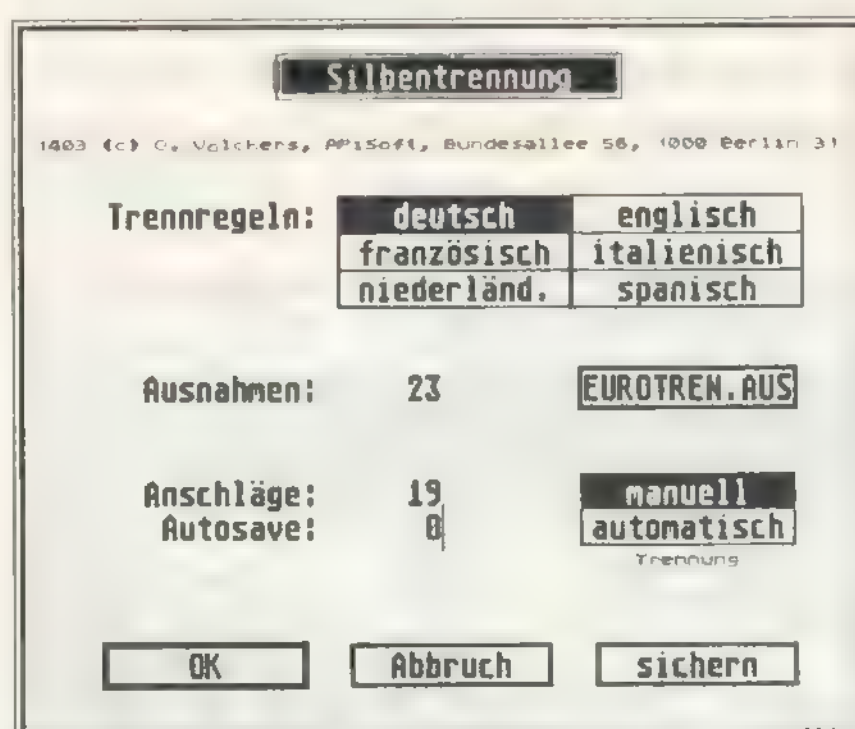 Silbentrennung
1403 (c) O. Volchers, APiSoft, Bundesallee 56, 1000 Berlin 31
Trennregeln: deutsch englisch
französisch italienisch
niederländ. spanisch
Ausnahmen: 23 EUROTREN.AUS
Anschläge: 19 manuell
Autosave: 0 automatisch
Trennung
OK Abbruch sichern